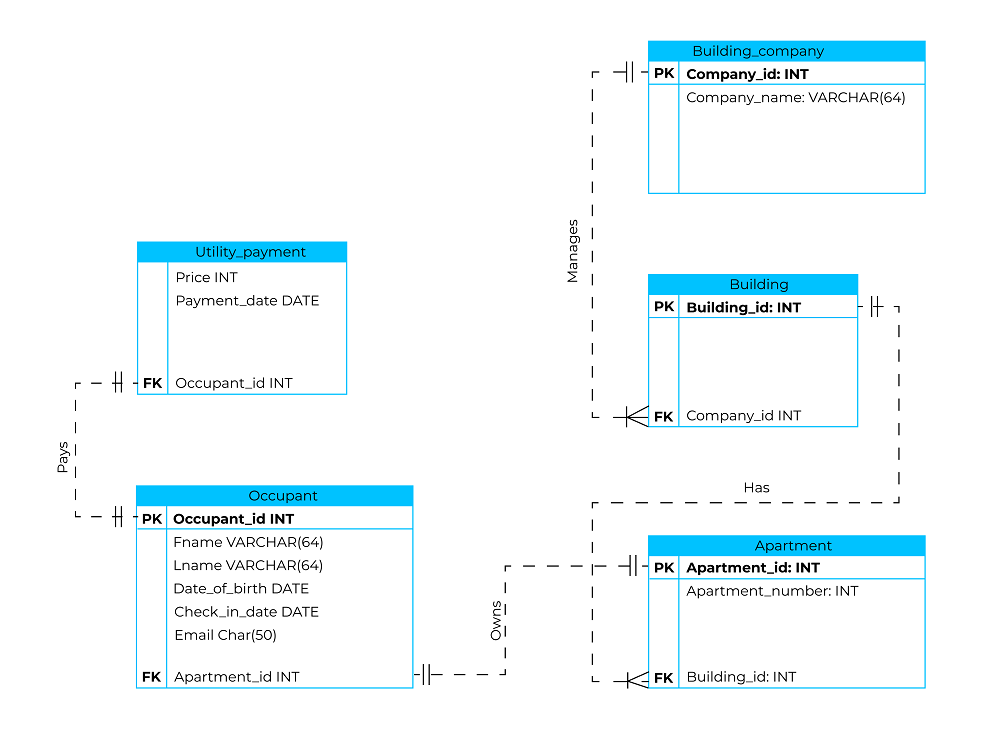 Building_company
PK Company_id: INT
Company_name: VARCHAR(64)
Manages
Utility_payment
Price INT
Payment_date DATE
FK Occupant_id INT
Building
PK Building_id: INT
FK Company_id INT
Pays
Has
Occupant
PK Occupant_id INT
Fname VARCHAR(64)
Lname VARCHAR(64)
Date_of_birth DATE
Check_in_date DATE
Email Char(50)
FK Apartment_id INT
Owns
Apartment
PK Apartment_id: INT
Apartment_number: INT
FK Building_id: INT